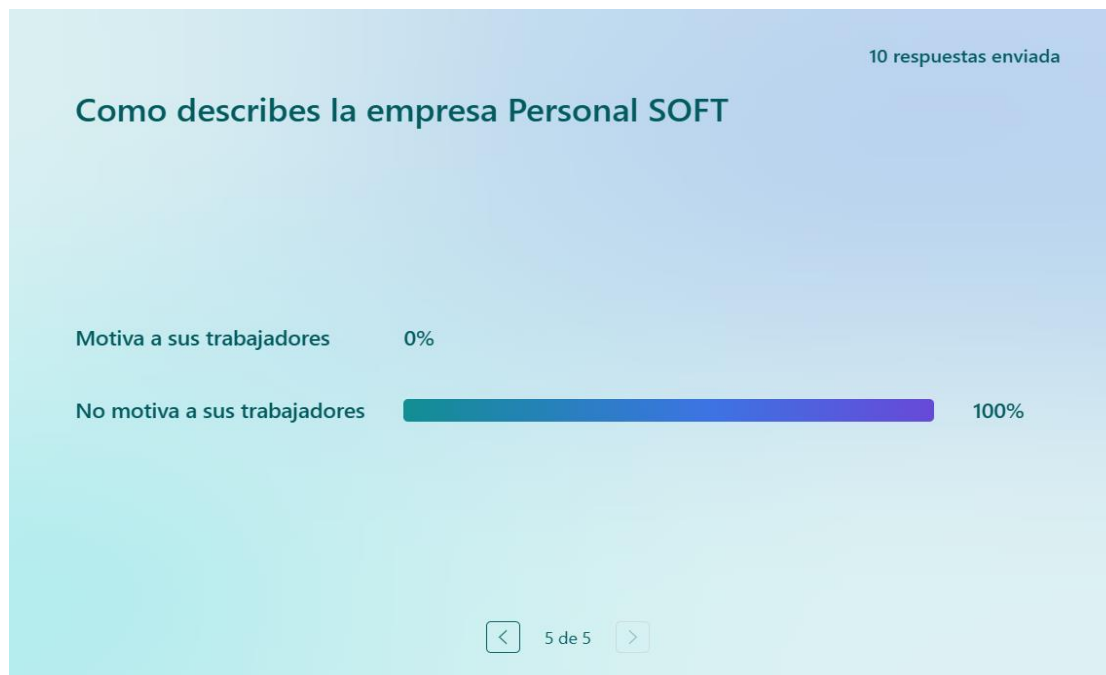 10 respuestas enviada
Como describes la empresa Personal SOFT
Motiva a sus trabajadores 0%
No motiva a sus trabajadores 100%
5 de 5